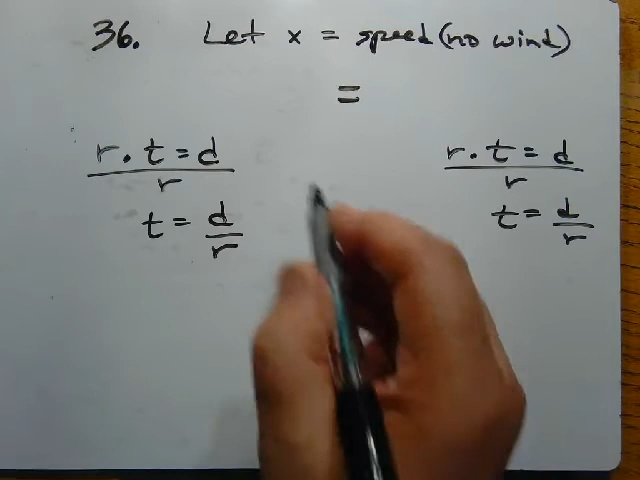 36. Let x = speed (no wind)
=
r · t = d r · t = d
r r
t = d/r t = d/r